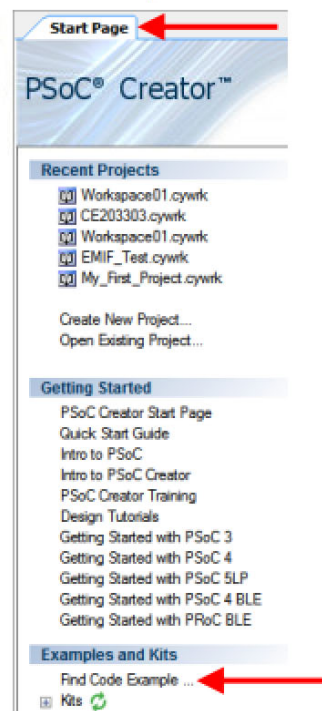 Start Page
PSoC® Creator™
Recent Projects
Workspace01.cywrk
CE203303.cywrk
Workspace01.cywrk
EMIF_Test.cywrk
My_First_Project.cywrk
Create New Project...
Open Existing Project...
Getting Started
PSoC Creator Start Page
Quick Start Guide
Intro to PSoC
Intro to PSoC Creator
PSoC Creator Training
Design Tutorials
Getting Started with PSoC 3
Getting Started with PSoC 4
Getting Started with PSoC 5LP
Getting Started with PSoC 4 BLE
Getting Started with PRoC BLE
Examples and Kits
Find Code Example ...
Kits